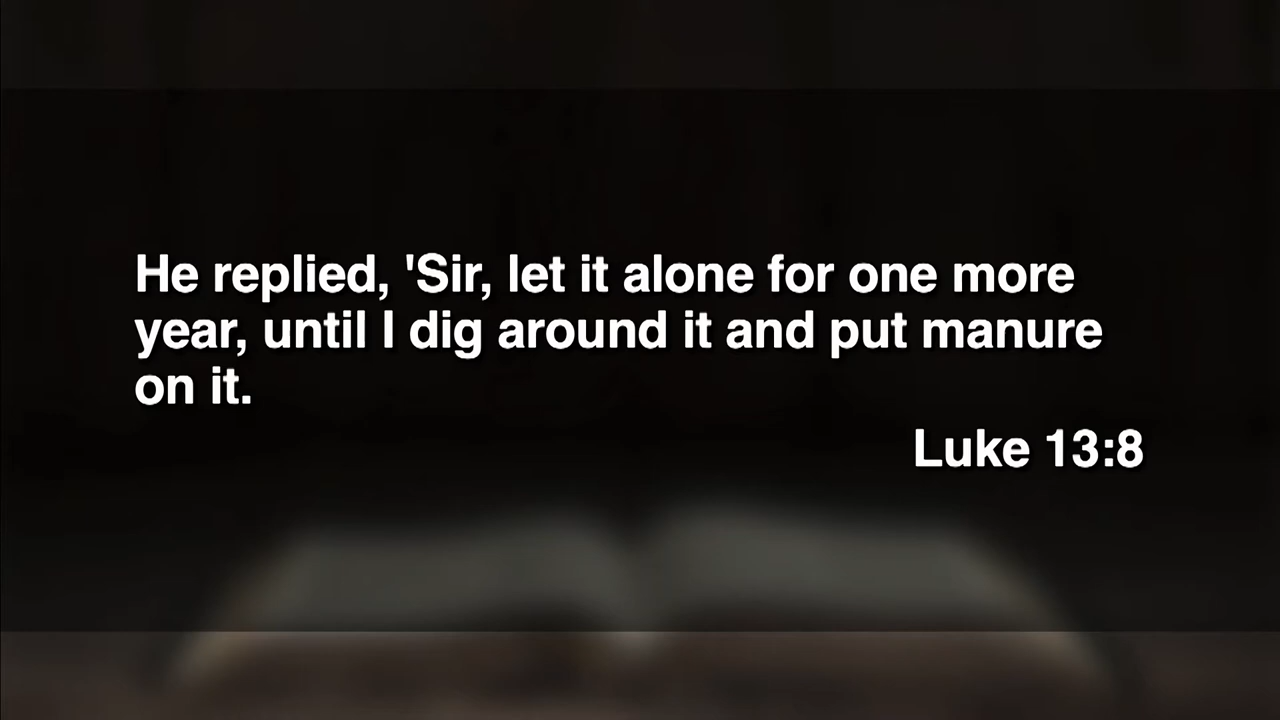 He replied, 'Sir, let it alone for one more
year, until I dig around it and put manure
on it.
Luke 13:8